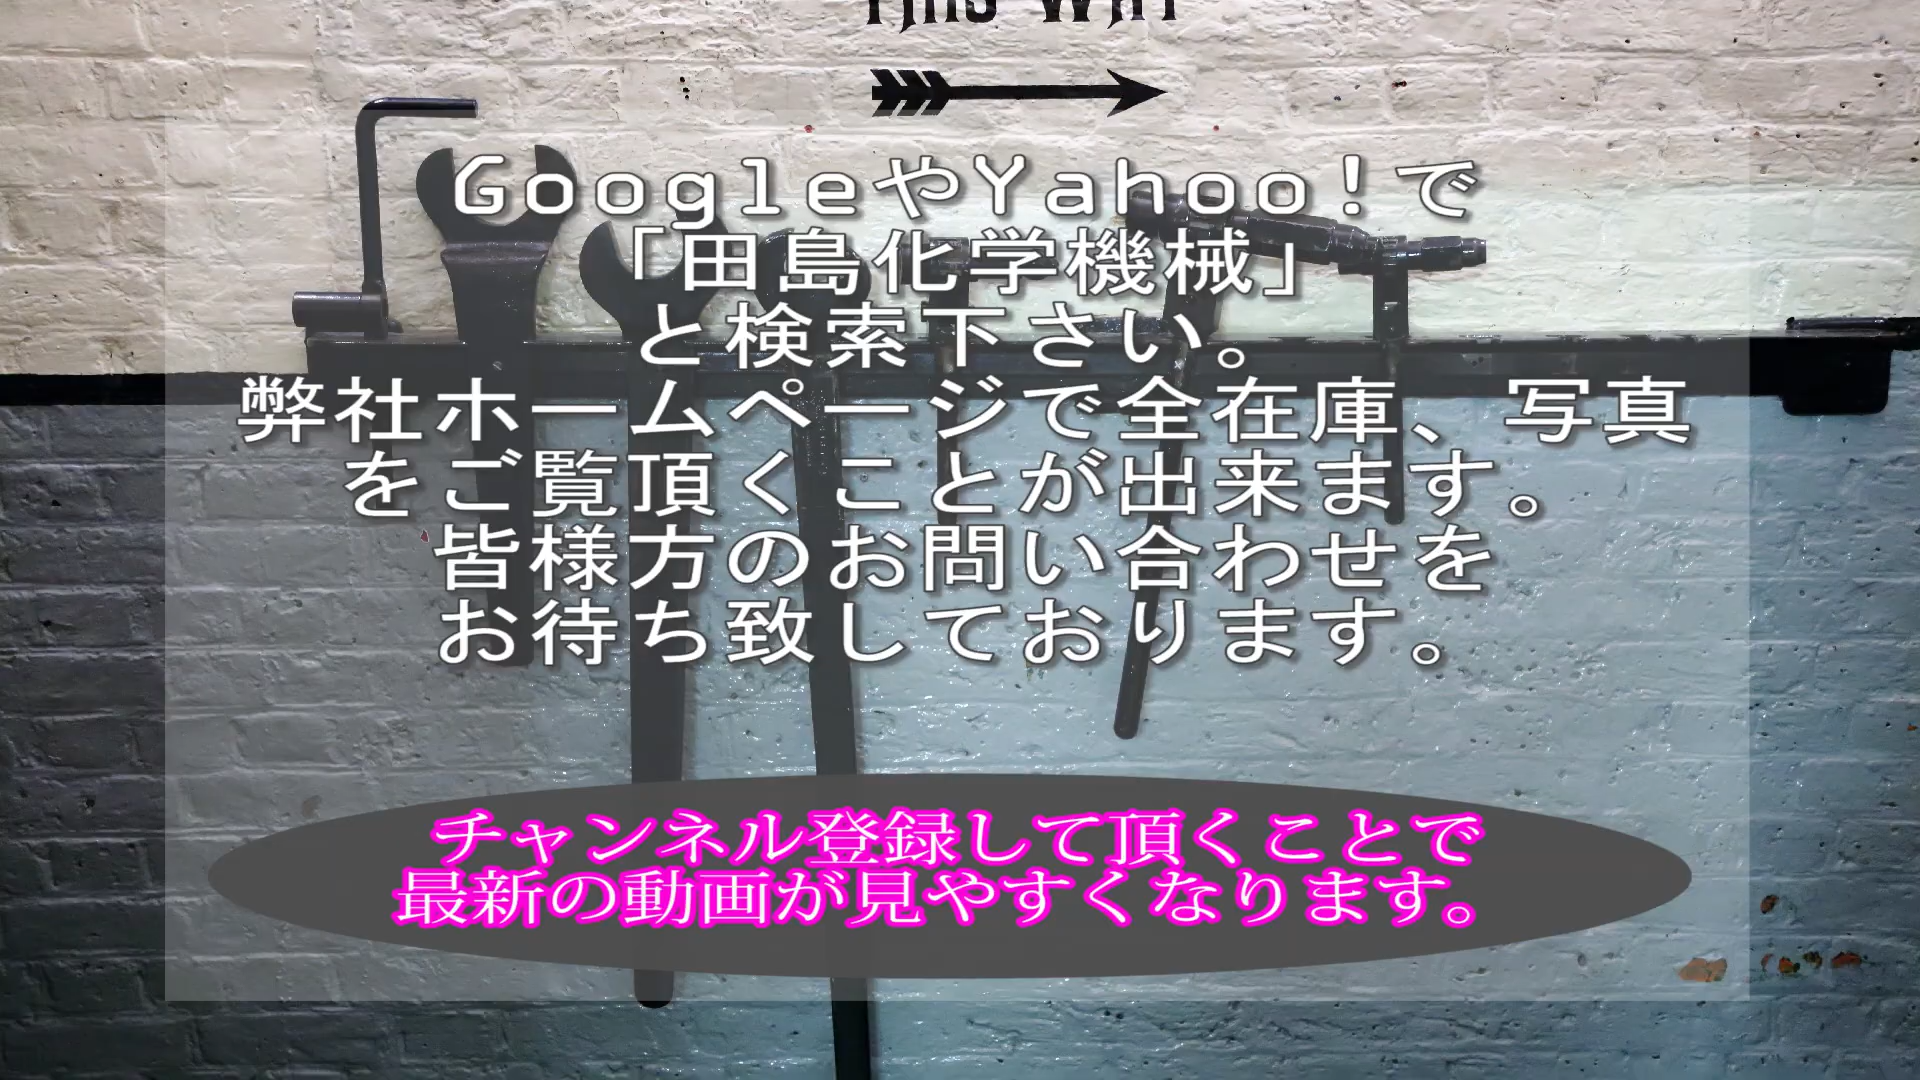 THIS WAY
GoogleやYahoo!で
「田島化学機械」
と検索下さい。
弊社ホームページで全在庫、写真
をご覧頂くことが出来ます。
皆様方のお問い合わせを
お待ち致しております。
チャンネル登録して頂くことで
最新の動画が見やすくなります。